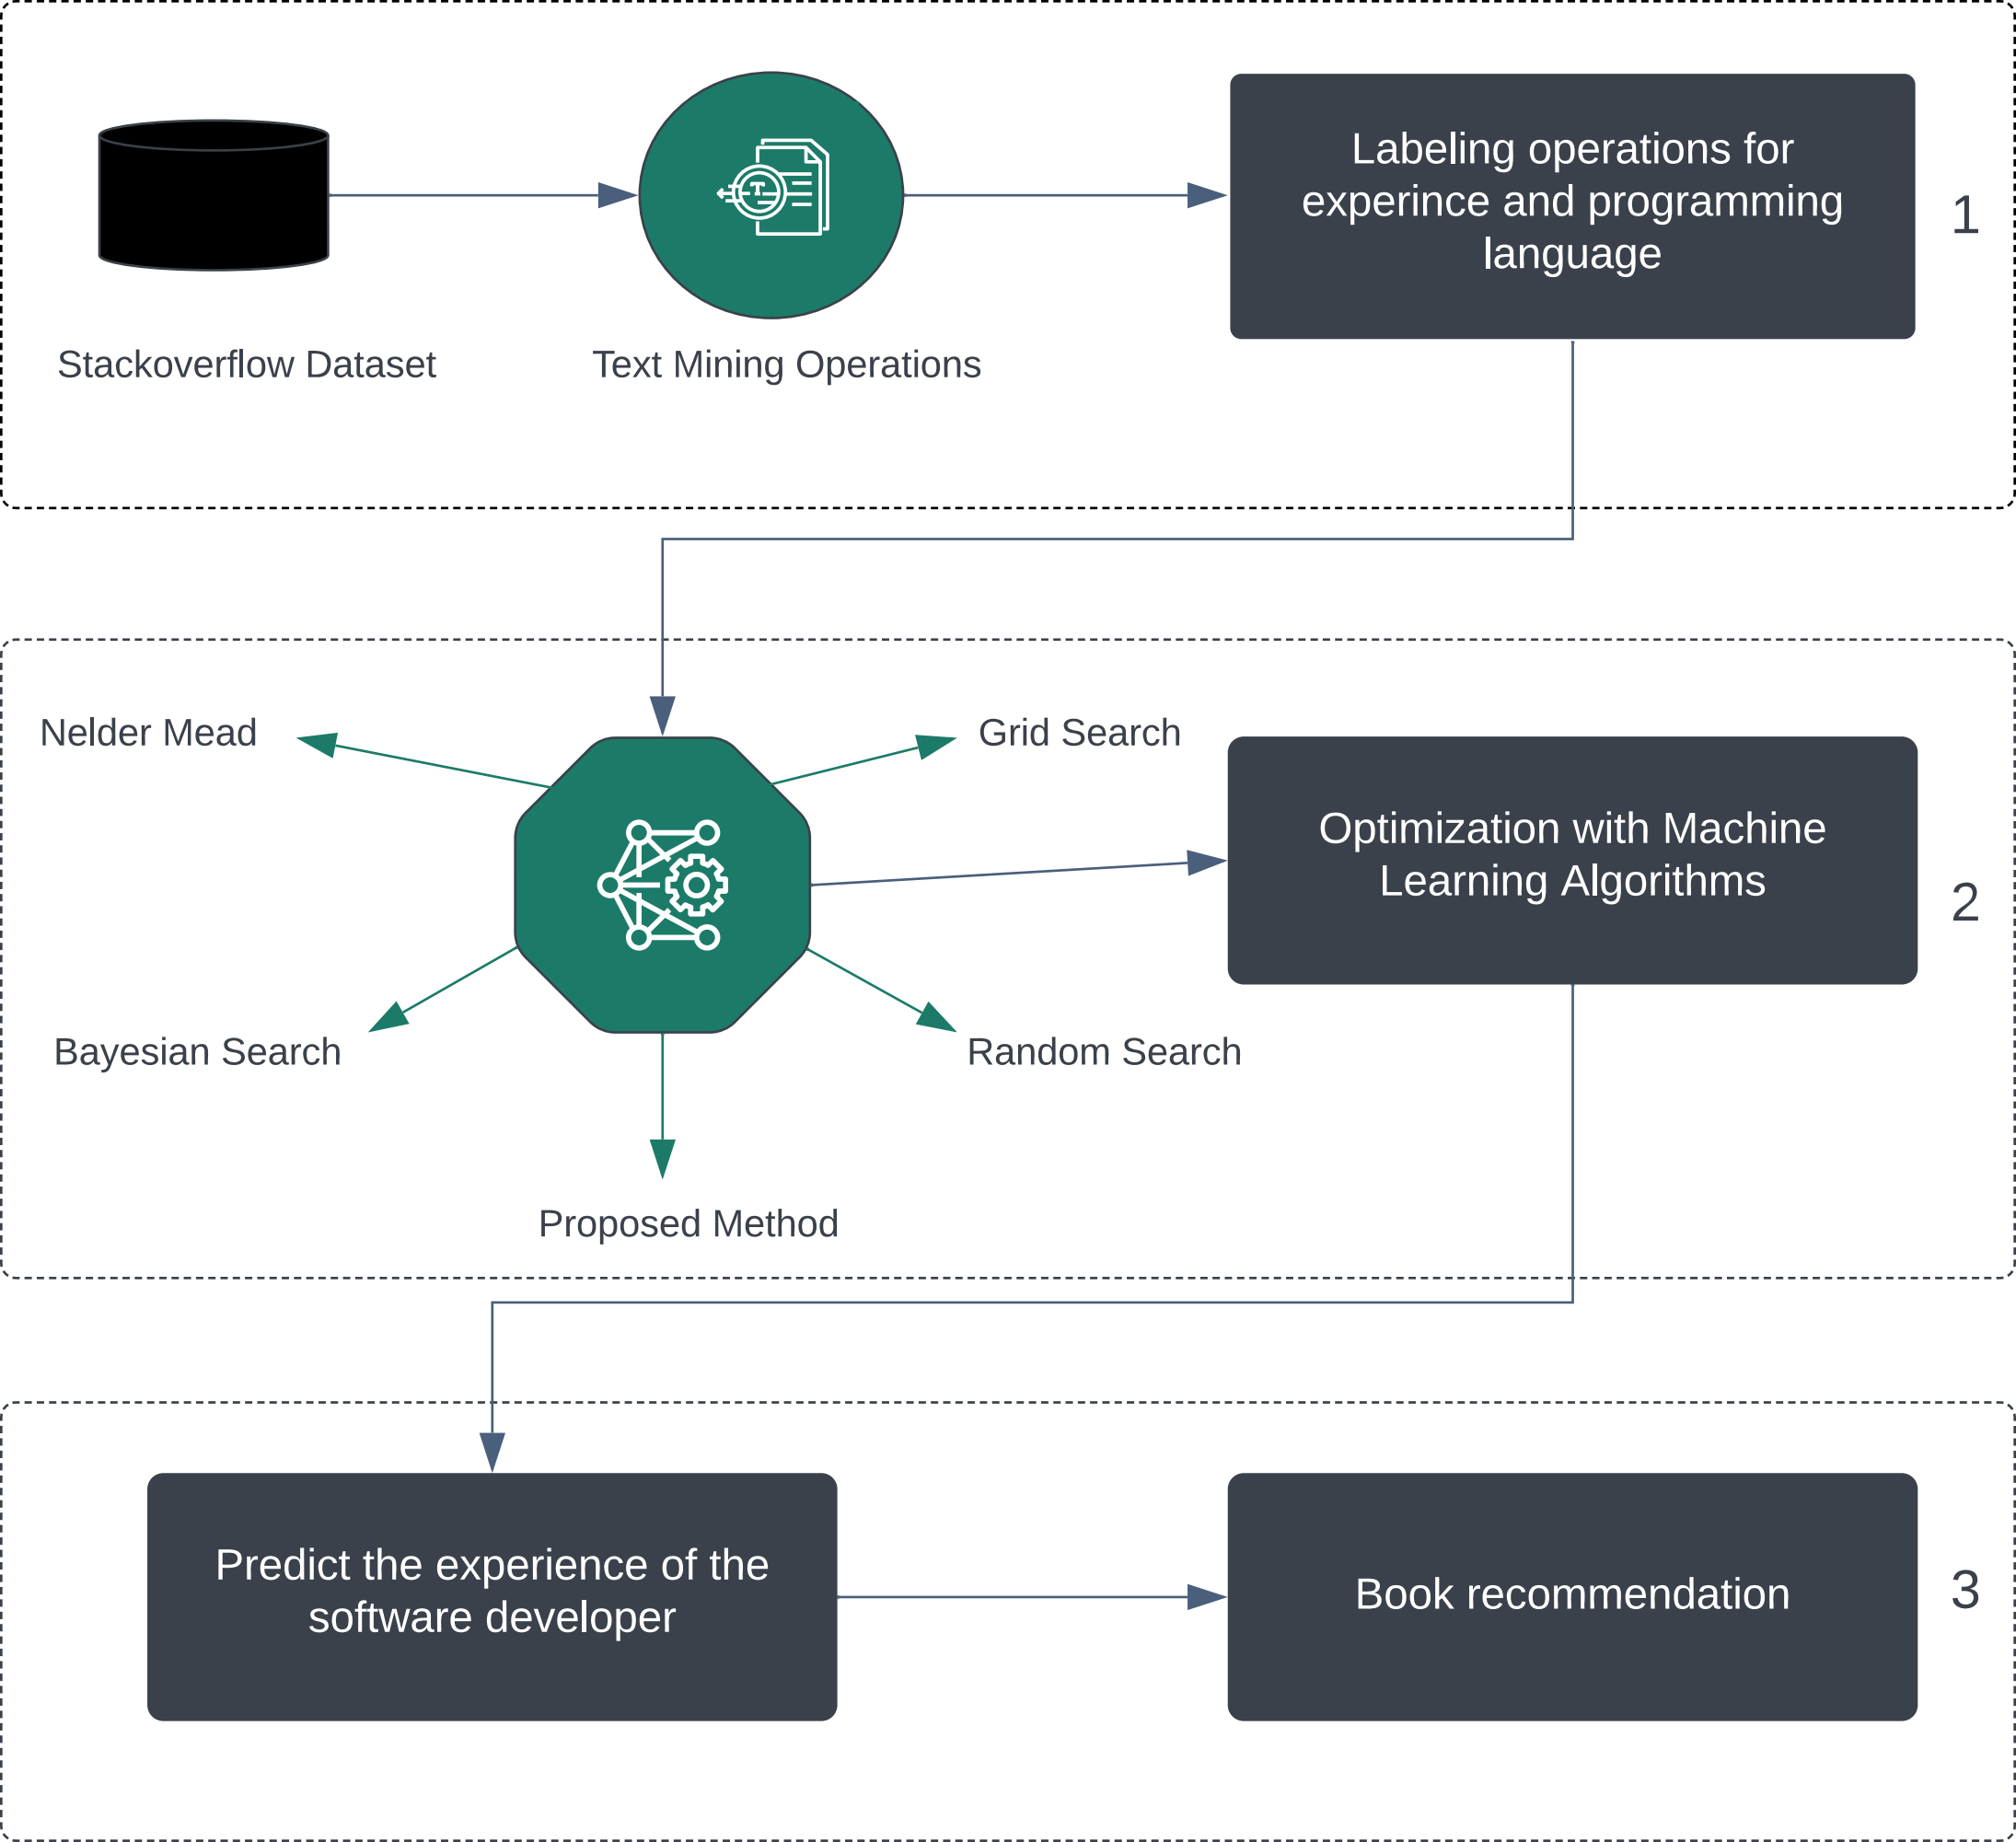 Labeling operations for
experince and programming
language
1
Stackoverflow Dataset
Text Mining Operations
T
Nelder Mead
Grid Search
Optimization with Machine
Learning Algorithms
2
Bayesian Search
Random Search
Proposed Method
Predict the experience of the
software developer
Book recommendation
3